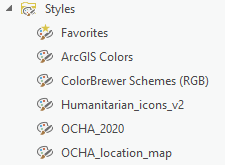 Styles
Favorites
ArcGIS Colors
ColorBrewer Schemes (RGB)
Humanitarian_icons_v2
OCHA_2020
OCHA_location_map